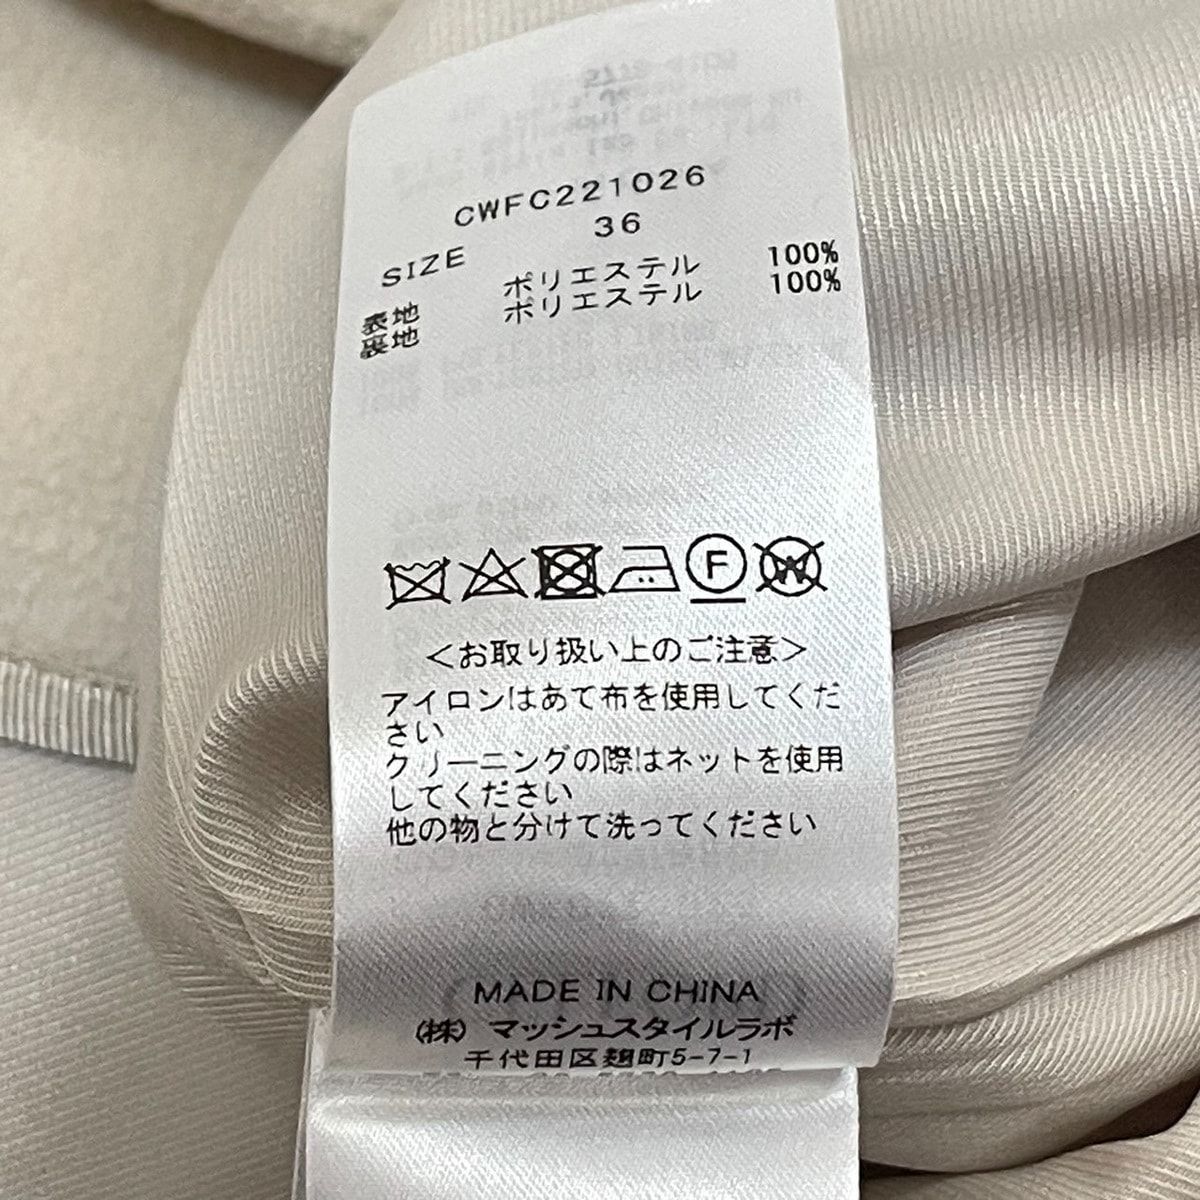 CWFC221026
SIZE 36
表地 ポリエステル 100%
裏地 ポリエステル 100%
F W
<お取り扱い上のご注意>
アイロンはあて布を使用してくだ
さい
クリーニングの際はネットを使用
してください
他の物と分けて洗ってください
MADE IN CHINA
(株) マッシュスタイルラボ
千代田区麹町5-7-1